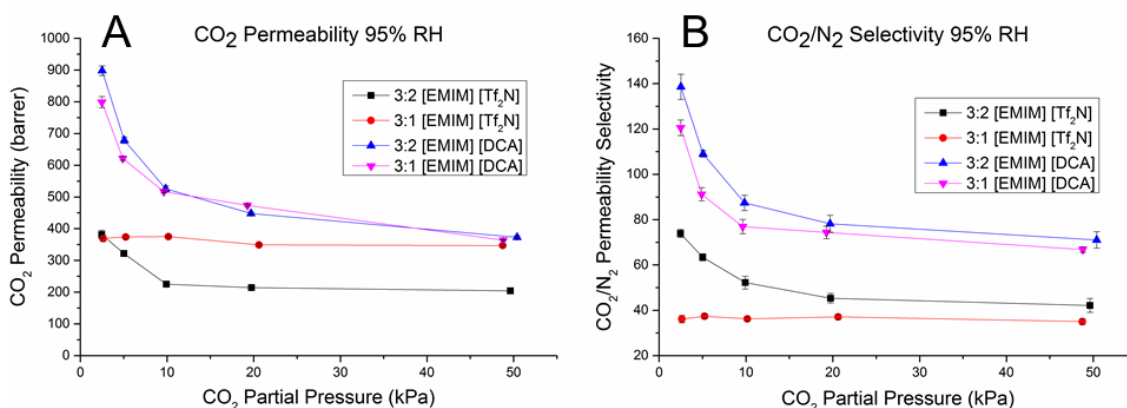 A
CO₂ Permeability 95% RH
CO₂ Permeability (barrer)
1000
900
800
700
600
500
400
300
200
100
0
3:2 [EMIM] [Tf₂N]
3:1 [EMIM] [Tf₂N]
3:2 [EMIM] [DCA]
3:1 [EMIM] [DCA]
0 10 20 30 40 50
CO₂ Partial Pressure (kPa)
B
CO₂/N₂ Selectivity 95% RH
CO₂/N₂ Permeability Selectivity
160
140
120
100
80
60
40
20
3:2 [EMIM] [Tf₂N]
3:1 [EMIM] [Tf₂N]
3:2 [EMIM] [DCA]
3:1 [EMIM] [DCA]
0 10 20 30 40 50
CO₂ Partial Pressure (kPa)